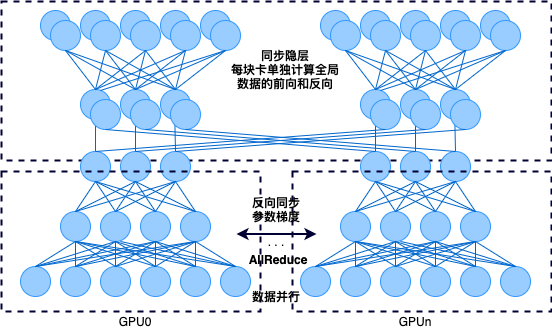 同步隐层
每块卡单独计算全局
数据的前向和反向
反向同步
参数梯度
...
AllReduce
数据并行
GPU0
GPUn